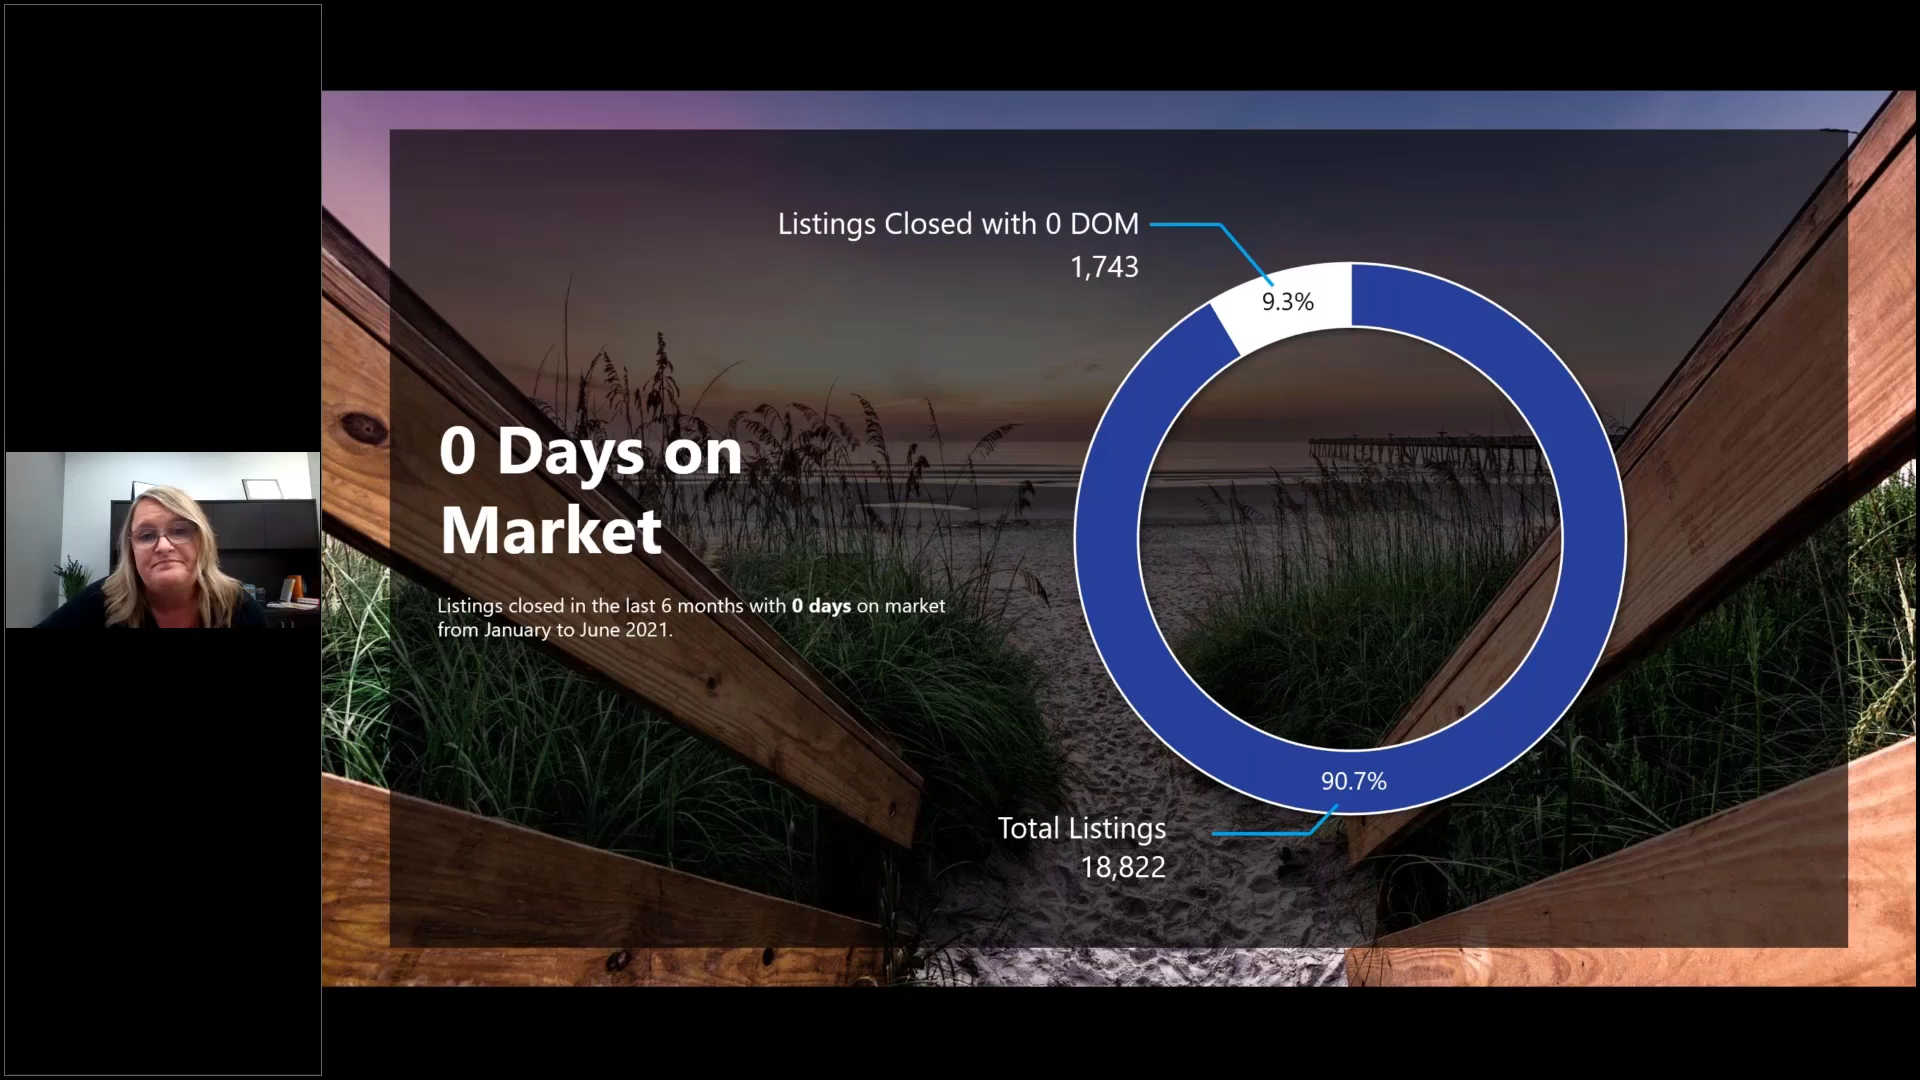 Listings Closed with 0 DOM
1,743
9.3%
0 Days on
Market
Listings closed in the last 6 months with 0 days on market
from January to June 2021.
90.7%
Total Listings
18,822